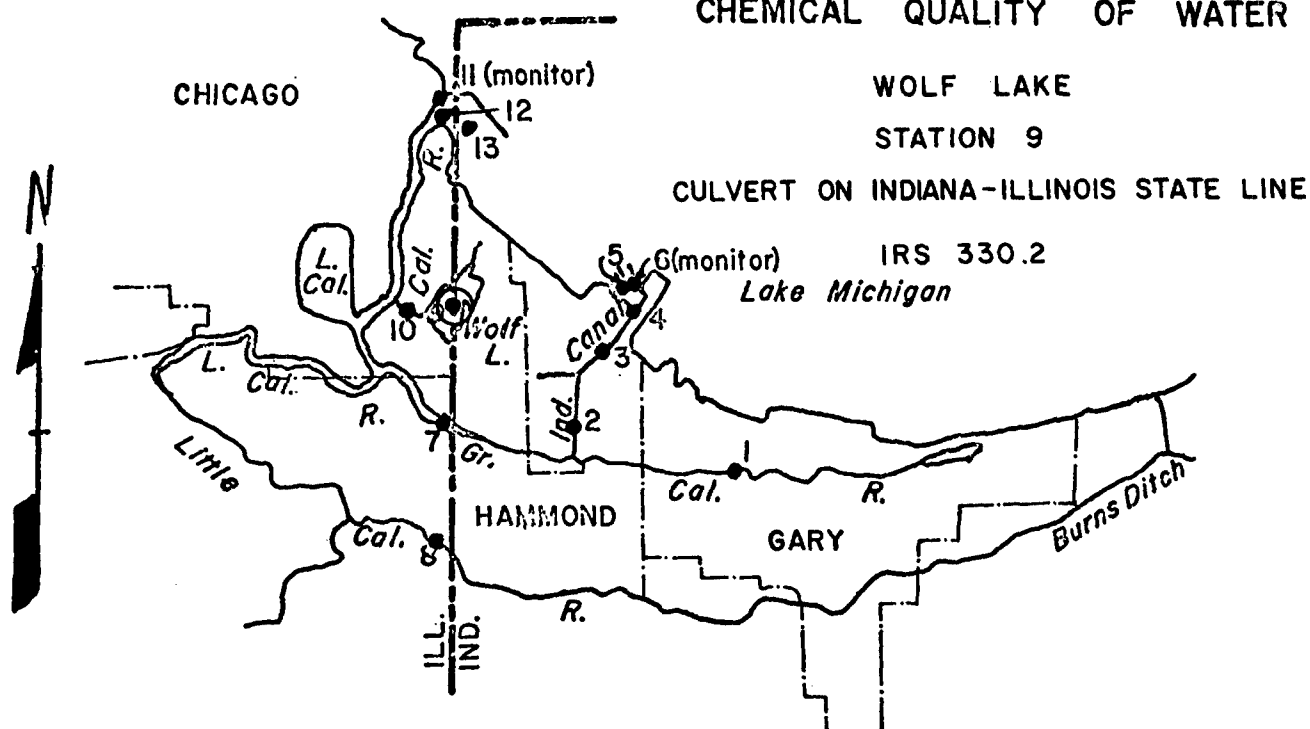 CHEMICAL QUALITY OF WATER
WOLF LAKE
STATION 9
CULVERT ON INDIANA-ILLINOIS STATE LINE
IRS 330.2
Lake Michigan
CHICAGO
11 (monitor)
12
13
R.
N
L.
Cal.
Cal.
10
Wolf
L.
5
6(monitor)
4
Canal
3
L.
Cal.
R.
7
Gr.
Ind.
2
1
Cal.
R.
Little
Cal.
8
HAMMOND
GARY
Burns Ditch
R.
ILL.
IND.